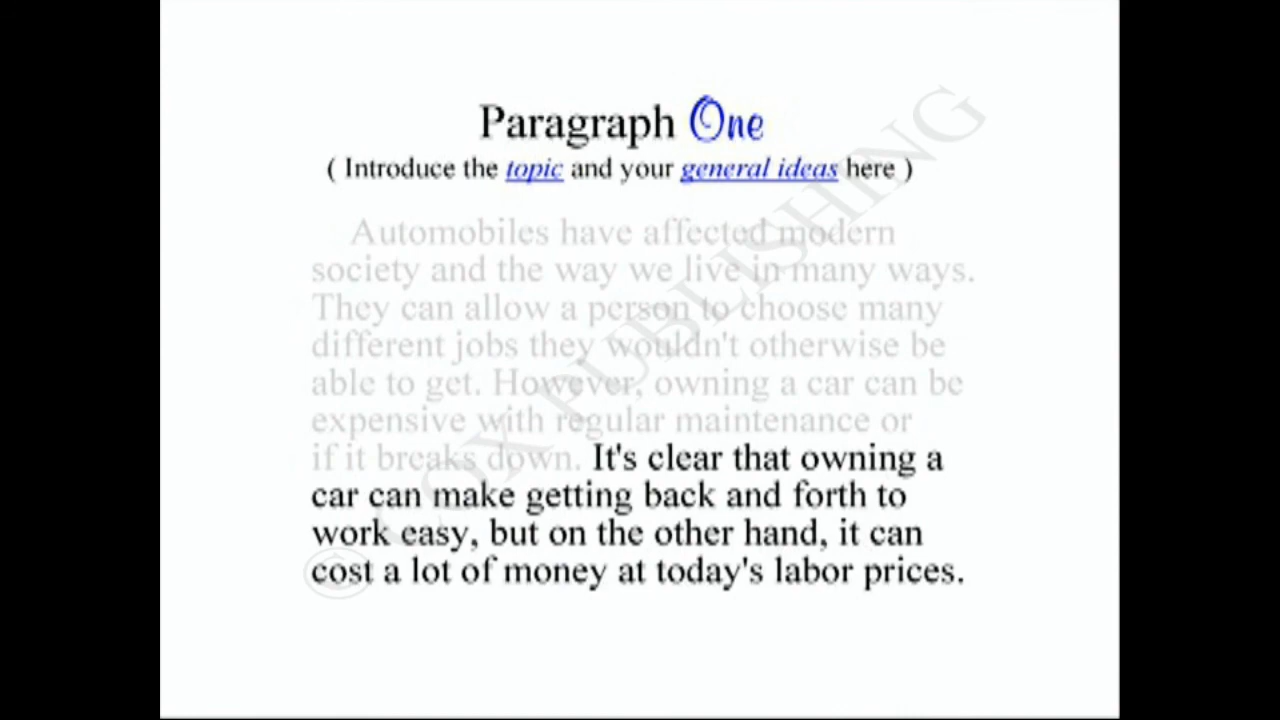 Paragraph One
( Introduce the topic and your general ideas here )
Automobiles have affected modern
society and the way we live in many ways.
They can allow a person to choose many
different jobs they wouldn't otherwise be
able to get. However, owning a car can be
expensive with regular maintenance or
if it breaks down. It's clear that owning a
car can make getting back and forth to
work easy, but on the other hand, it can
cost a lot of money at today's labor prices.
© COX PUBLISHING